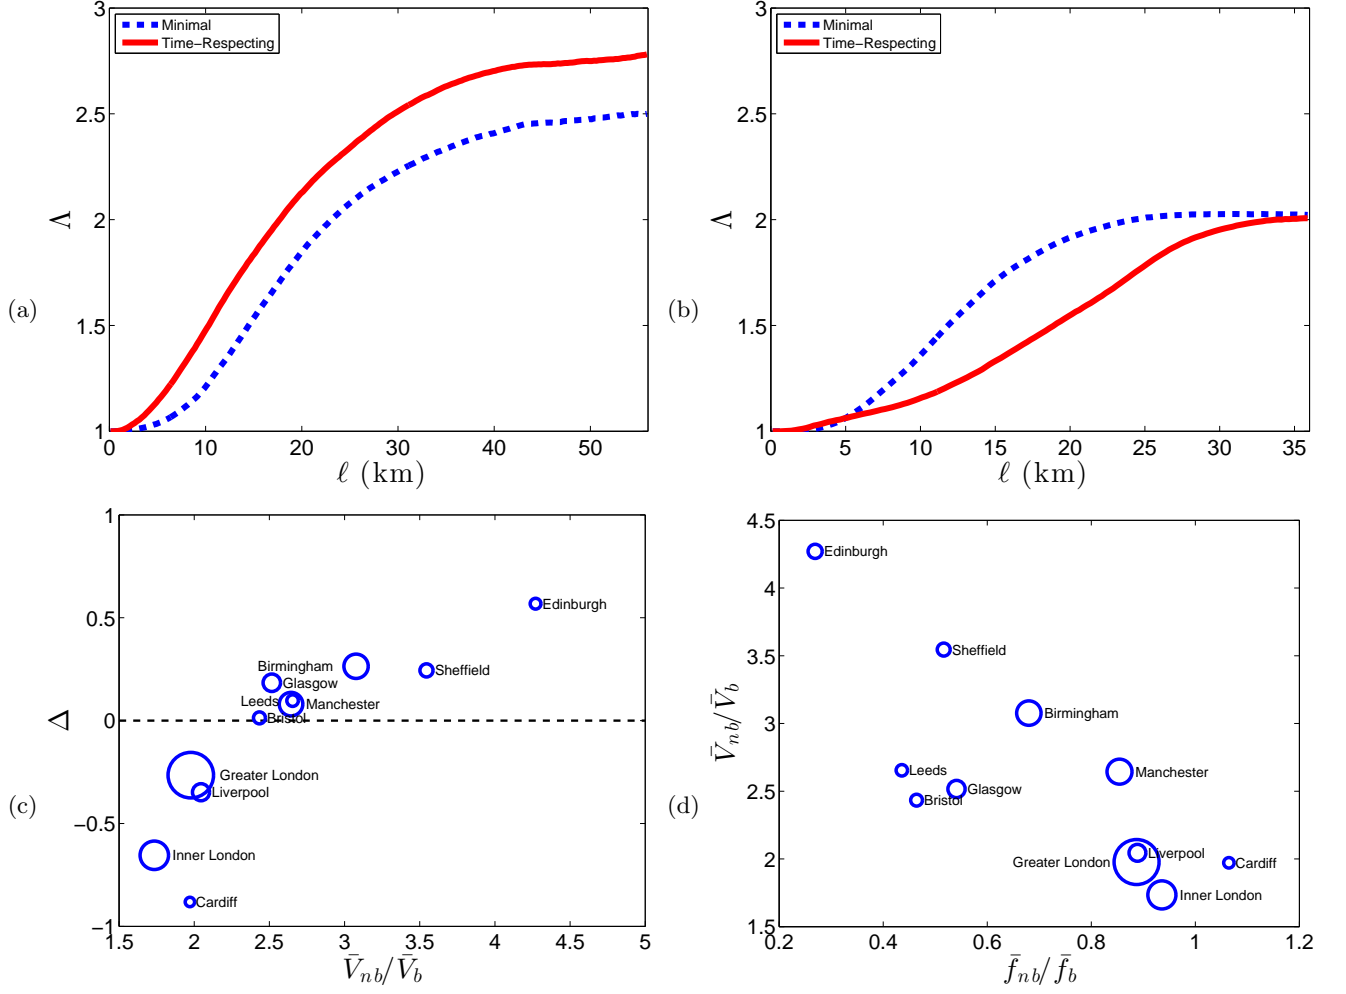 3
2.5
2
1.5
1
Λ
Minimal
Time−Respecting
0
10
20
30
40
50
ℓ (km)
(a)
3
2.5
2
1.5
1
Λ
Minimal
Time−Respecting
0
5
10
15
20
25
30
35
ℓ (km)
(b)
1
0.5
0
−0.5
−1
Δ
Edinburgh
Birmingham
Sheffield
Glasgow
Leeds
Manchester
Bristol
Greater London
Liverpool
Inner London
Cardiff
1.5
2
2.5
3
3.5
4
4.5
5
V̄nb/V̄b
(c)
4.5
4
3.5
3
2.5
2
1.5
V̄nb/V̄b
Edinburgh
Sheffield
Birmingham
Leeds
Manchester
Glasgow
Bristol
Liverpool
Greater London
Cardiff
Inner London
0.2
0.4
0.6
0.8
1
1.2
f̄nb/f̄b
(d)